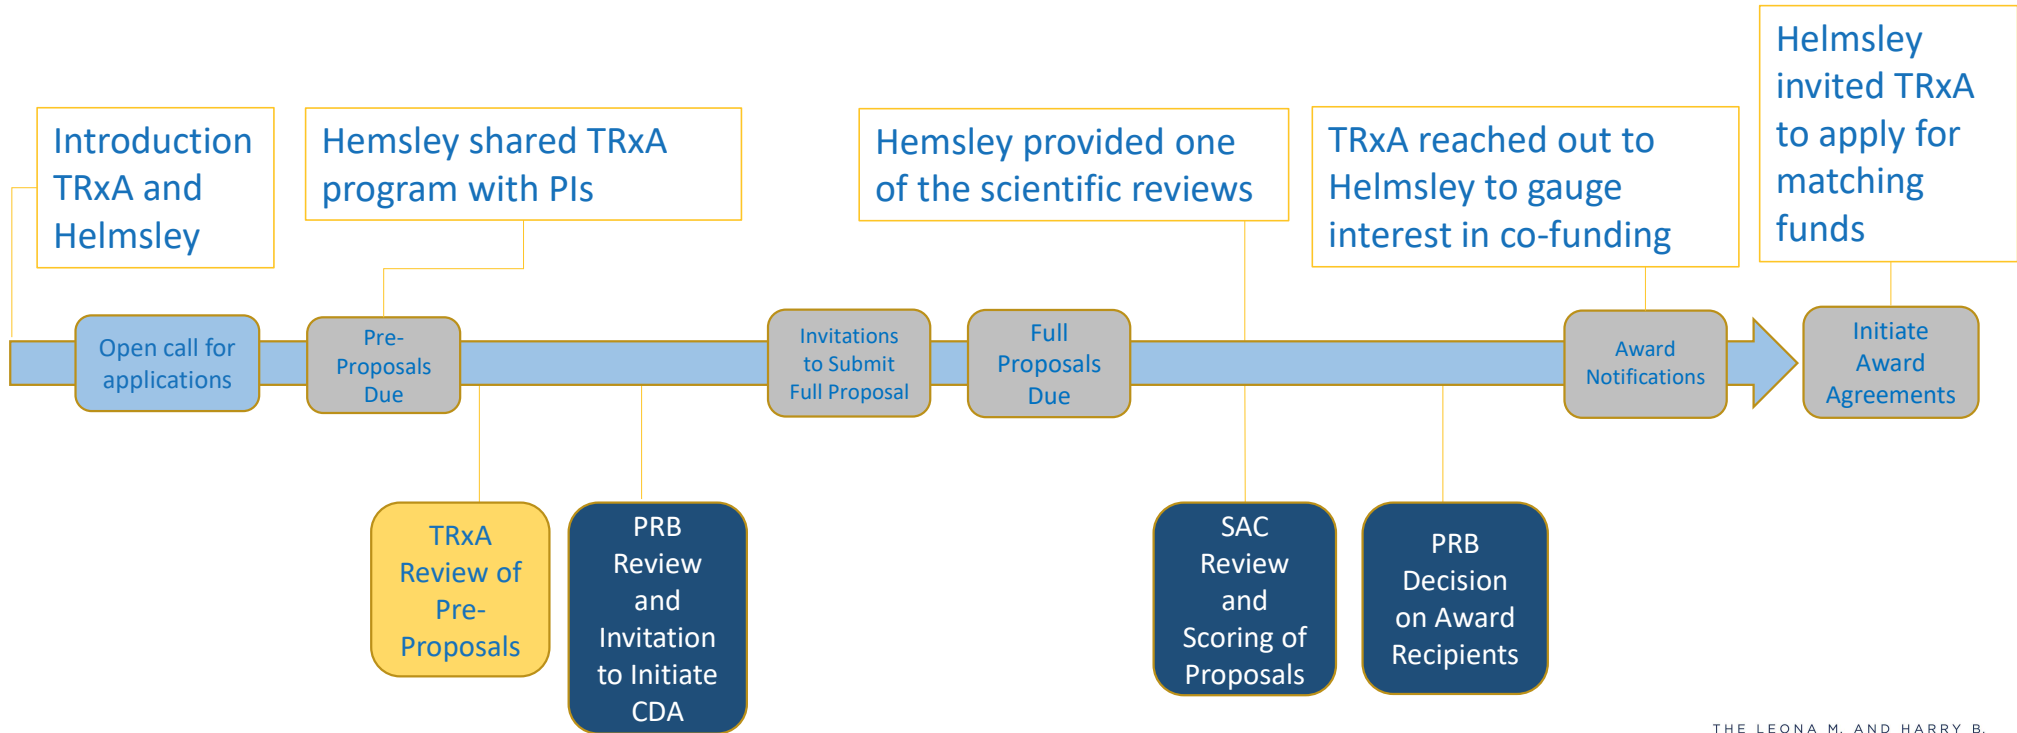 Introduction
TRxA and
Helmsley
Hemsley shared TRxA
program with PIs
Hemsley provided one
of the scientific reviews
TRxA reached out to
Helmsley to gauge
interest in co-funding
Helmsley
invited TRxA
to apply for
matching
funds
Open call for
applications
Pre-
Proposals
Due
Invitations
to Submit
Full Proposal
Full
Proposals
Due
Award
Notifications
Initiate
Award
Agreements
TRxA
Review of
Pre-
Proposals
PRB
Review
and
Invitation
to Initiate
CDA
SAC
Review
and
Scoring of
Proposals
PRB
Decision
on Award
Recipients
THE LEONA M. AND HARRY B.